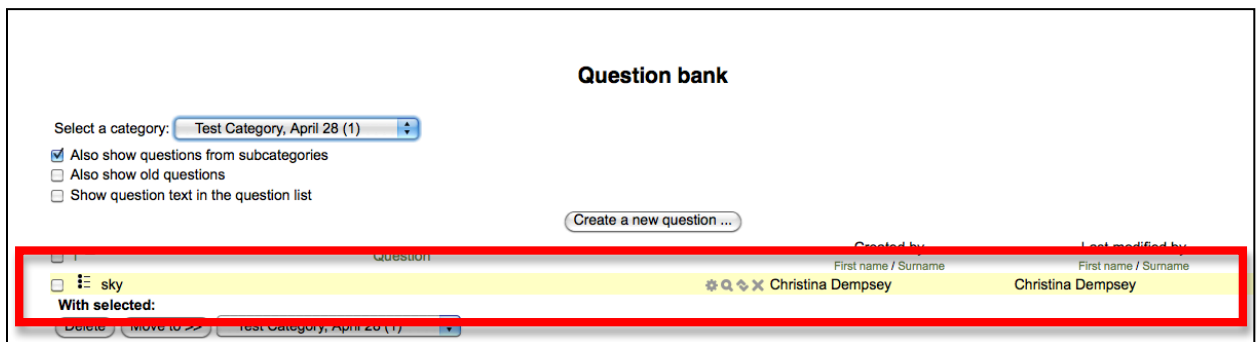 Question bank
Select a category: Test Category, April 28 (1)
Also show questions from subcategories
Also show old questions
Show question text in the question list
Create a new question ...
T Question Created by Last modified by
First name / Surname First name / Surname
sky Christina Dempsey Christina Dempsey
With selected:
Delete Move to >> Test Category, April 28 (1)